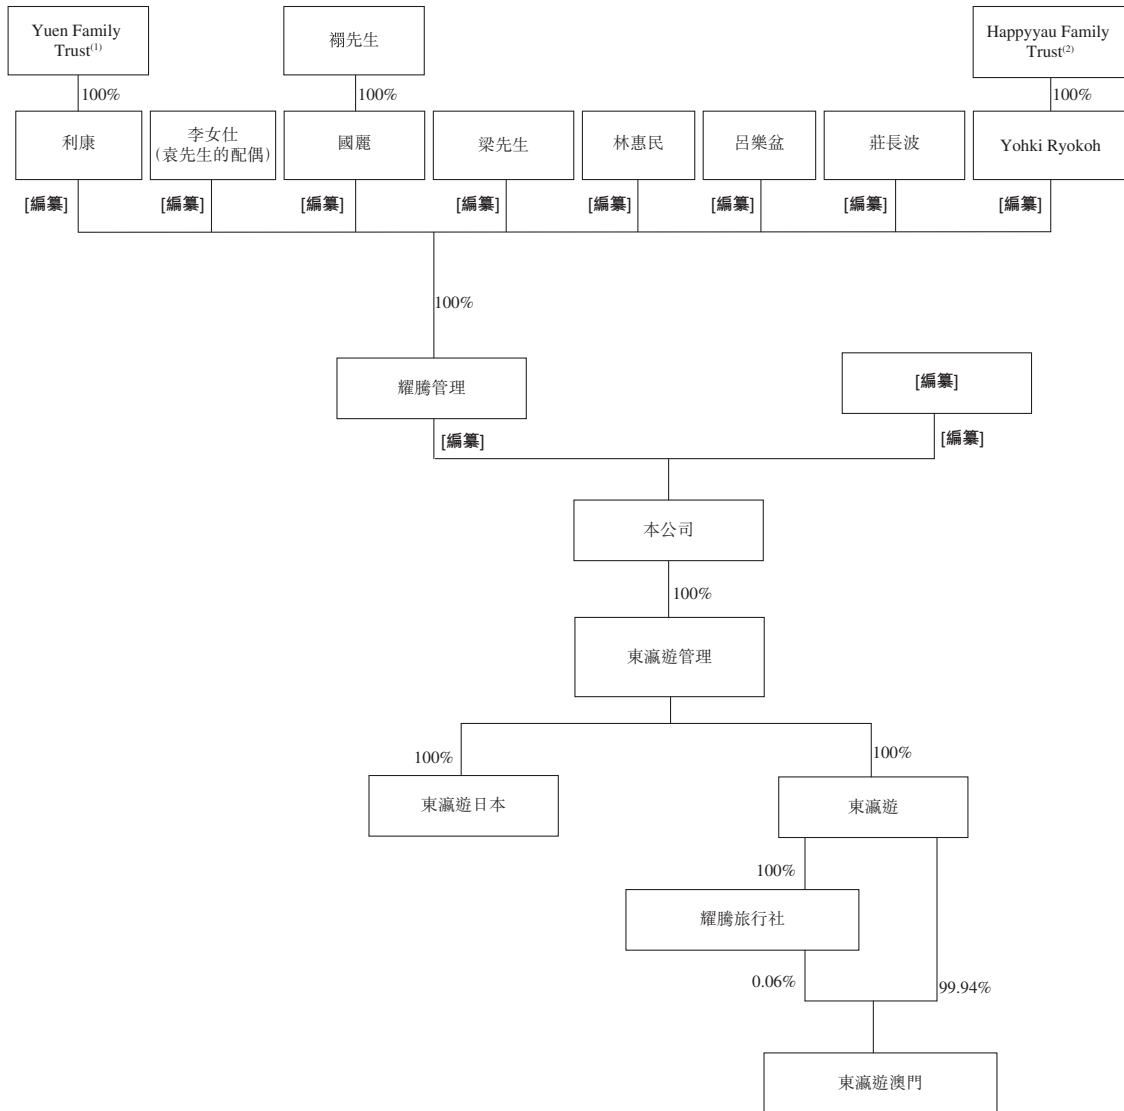 Yuen Family
Trust(1)
禤先生
Happyyau Family
Trust(2)
100%
100%
100%
利康
李女仕
(袁先生的配偶)
國麗
梁先生
林惠民
呂樂盆
莊長波
Yohki Ryokoh
[編纂]
[編纂]
[編纂]
[編纂]
[編纂]
[編纂]
[編纂]
[編纂]
100%
耀騰管理
[編纂]
[編纂]
[編纂]
本公司
100%
東瀛遊管理
100%
100%
東瀛遊日本
東瀛遊
100%
耀騰旅行社
0.06%
99.94%
東瀛遊澳門